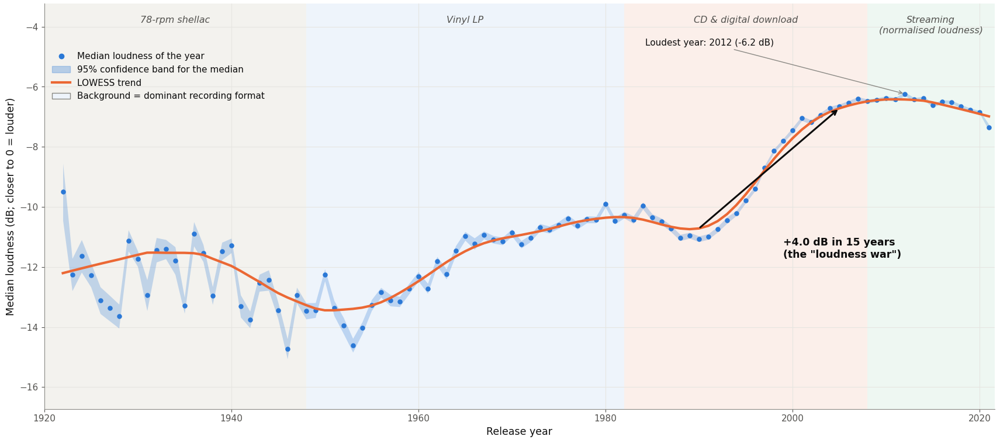 78-rpm shellac
Vinyl LP
CD & digital download
Streaming
(normalised loudness)
Loudest year: 2012 (-6.2 dB)
Median loudness of the year
95% confidence band for the median
LOWESS trend
Background = dominant recording format
+4.0 dB in 15 years
(the "loudness war")
Median loudness (dB; closer to 0 = louder)
−4
−6
−8
−10
−12
−14
−16
1920
1940
1960
1980
2000
2020
Release year